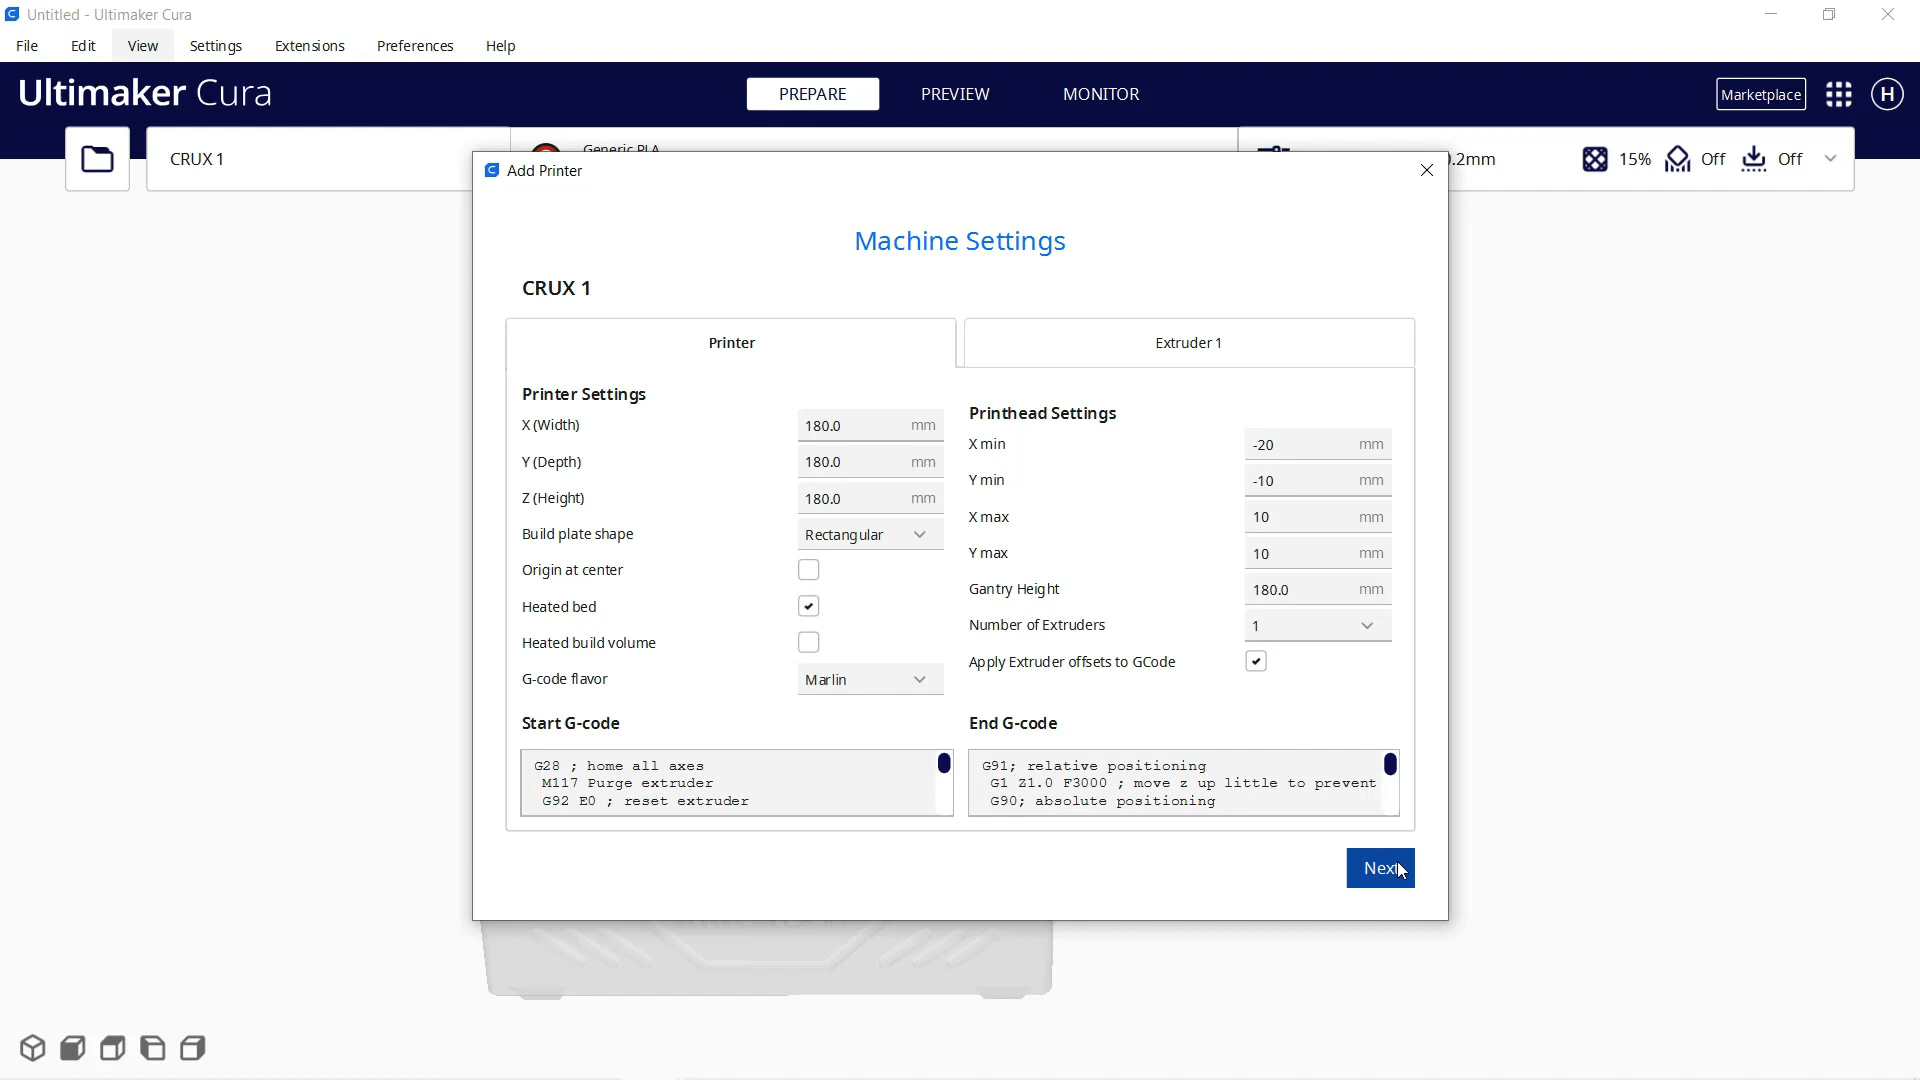 Untitled - Ultimaker Cura
File Edit View Settings Extensions Preferences Help
Ultimaker Cura PREPARE PREVIEW MONITOR Marketplace H
CRUX 1 Generic PLA 0.2mm 15% Off Off
Add Printer
Machine Settings
CRUX 1
Printer Extruder 1
Printer Settings
X (Width) 180.0 mm
Y (Depth) 180.0 mm
Z (Height) 180.0 mm
Build plate shape Rectangular
Origin at center
Heated bed
Heated build volume
G-code flavor Marlin
Printhead Settings
X min -20 mm
Y min -10 mm
X max 10 mm
Y max 10 mm
Gantry Height 180.0 mm
Number of Extruders 1
Apply Extruder offsets to GCode
Start G-code
G28 ; home all axes
M117 Purge extruder
G92 E0 ; reset extruder
End G-code
G91; relative positioning
G1 Z1.0 F3000 ; move z up little to prevent
G90; absolute positioning
Next